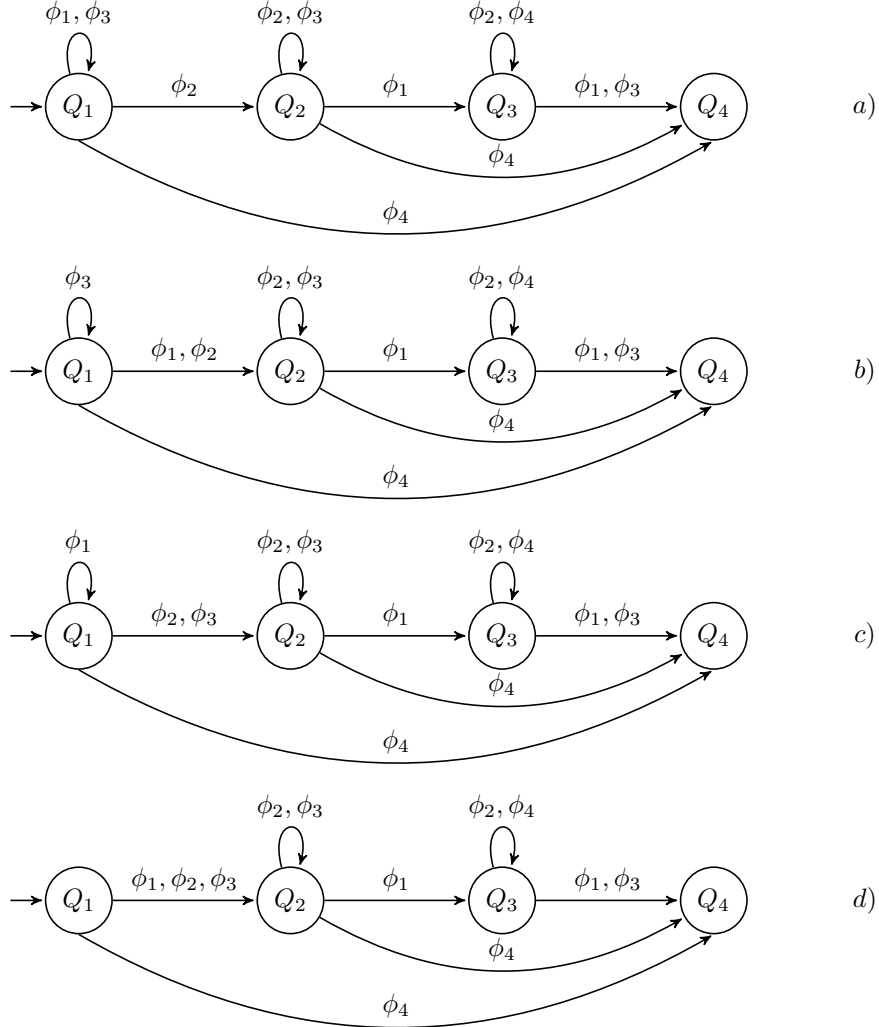 ϕ₁, ϕ₃ ϕ₂, ϕ₃ ϕ₂, ϕ₄
Q₁ ϕ₂ Q₂ ϕ₁ Q₃ ϕ₁, ϕ₃ Q₄ a)
ϕ₄
ϕ₄
ϕ₃ ϕ₂, ϕ₃ ϕ₂, ϕ₄
Q₁ ϕ₁, ϕ₂ Q₂ ϕ₁ Q₃ ϕ₁, ϕ₃ Q₄ b)
ϕ₄
ϕ₄
ϕ₁ ϕ₂, ϕ₃ ϕ₂, ϕ₄
Q₁ ϕ₂, ϕ₃ Q₂ ϕ₁ Q₃ ϕ₁, ϕ₃ Q₄ c)
ϕ₄
ϕ₄
ϕ₂, ϕ₃ ϕ₂, ϕ₄
Q₁ ϕ₁, ϕ₂, ϕ₃ Q₂ ϕ₁ Q₃ ϕ₁, ϕ₃ Q₄ d)
ϕ₄
ϕ₄